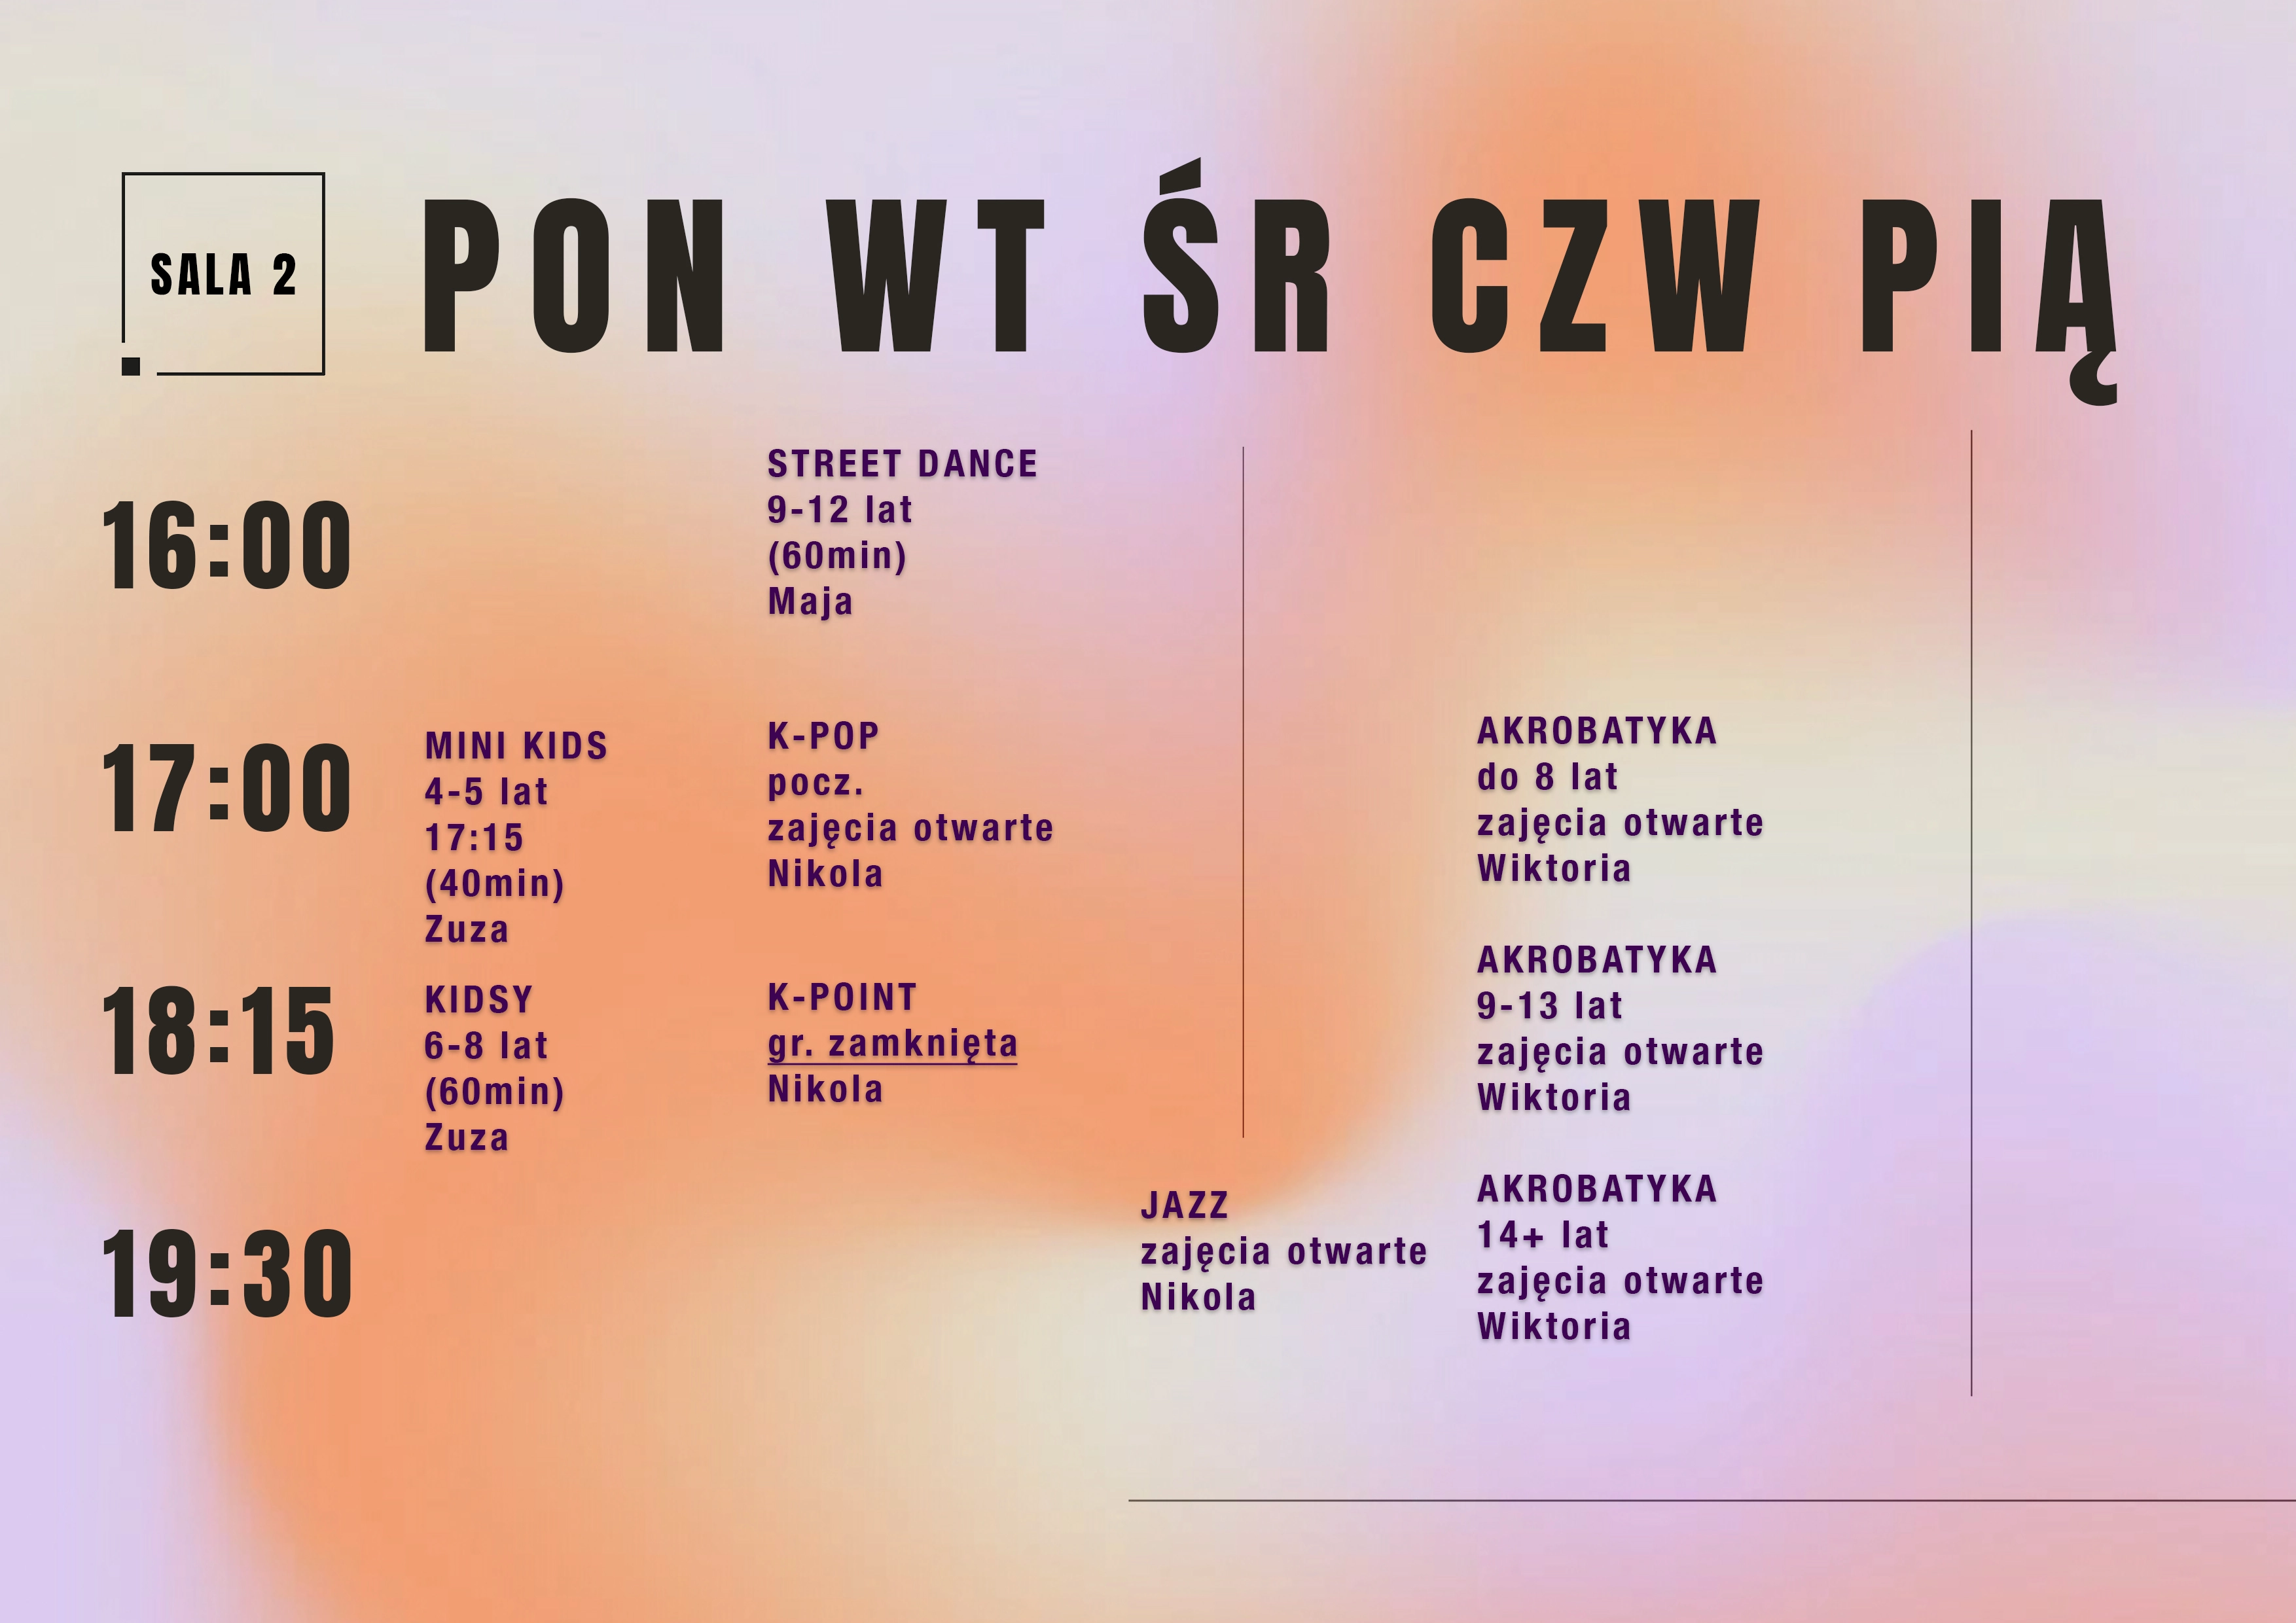 SALA 2
PON WT ŚR CZW PIĄ
16:00
STREET DANCE
9-12 lat
(60min)
Maja
17:00
MINI KIDS
4-5 lat
17:15
(40min)
Zuza
K-POP
pocz.
zajęcia otwarte
Nikola
AKROBATYKA
do 8 lat
zajęcia otwarte
Wiktoria
18:15
KIDSY
6-8 lat
(60min)
Zuza
K-POINT
gr. zamknięta
Nikola
AKROBATYKA
9-13 lat
zajęcia otwarte
Wiktoria
19:30
JAZZ
zajęcia otwarte
Nikola
AKROBATYKA
14+ lat
zajęcia otwarte
Wiktoria